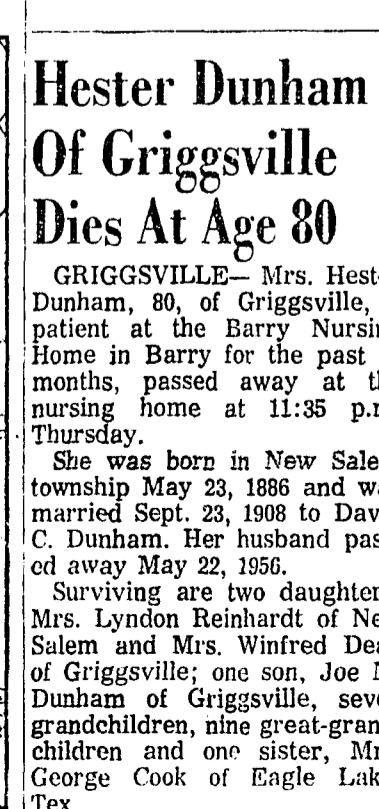 Hester Dunham
Of Griggsville
Dies At Age 80
GRIGGSVILLE— Mrs. Hest
Dunham, 80, of Griggsville,
patient at the Barry Nursin
Home in Barry for the past
months, passed away at t
nursing home at 11:35 p.
Thursday.
She was born in New Sale
township May 23, 1886 and w
married Sept. 23, 1908 to Dav
C. Dunham. Her husband pas
ed away May 22, 1956.
Surviving are two daughter
Mrs. Lyndon Reinhardt of Ne
Salem and Mrs. Winfred Dea
of Griggsville; one son, Joe
Dunham of Griggsville, seve
grandchildren, nine great-gran
children and one sister, Mr
George Cook of Eagle Lak
Tex